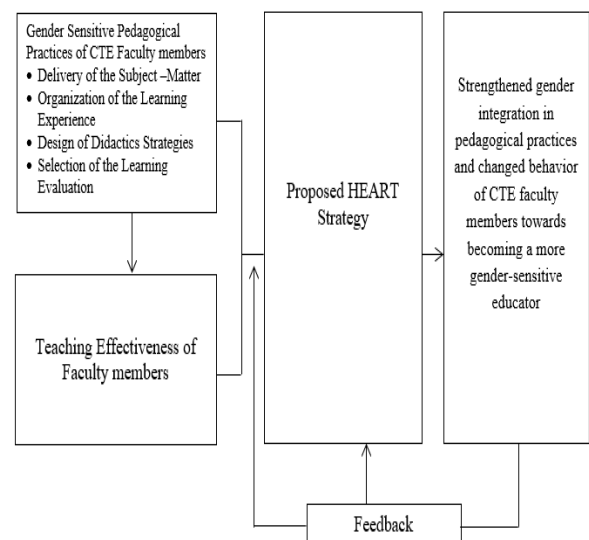 Gender Sensitive Pedagogical
Practices of CTE Faculty members
• Delivery of the Subject –Matter
• Organization of the Learning
Experience
• Design of Didactics Strategies
• Selection of the Learning
Evaluation
Teaching Effectiveness of
Faculty members
Proposed HEART
Strategy
Strengthened gender
integration in
pedagogical practices
and changed behavior
of CTE faculty
members towards
becoming a more
gender-sensitive
educator
Feedback